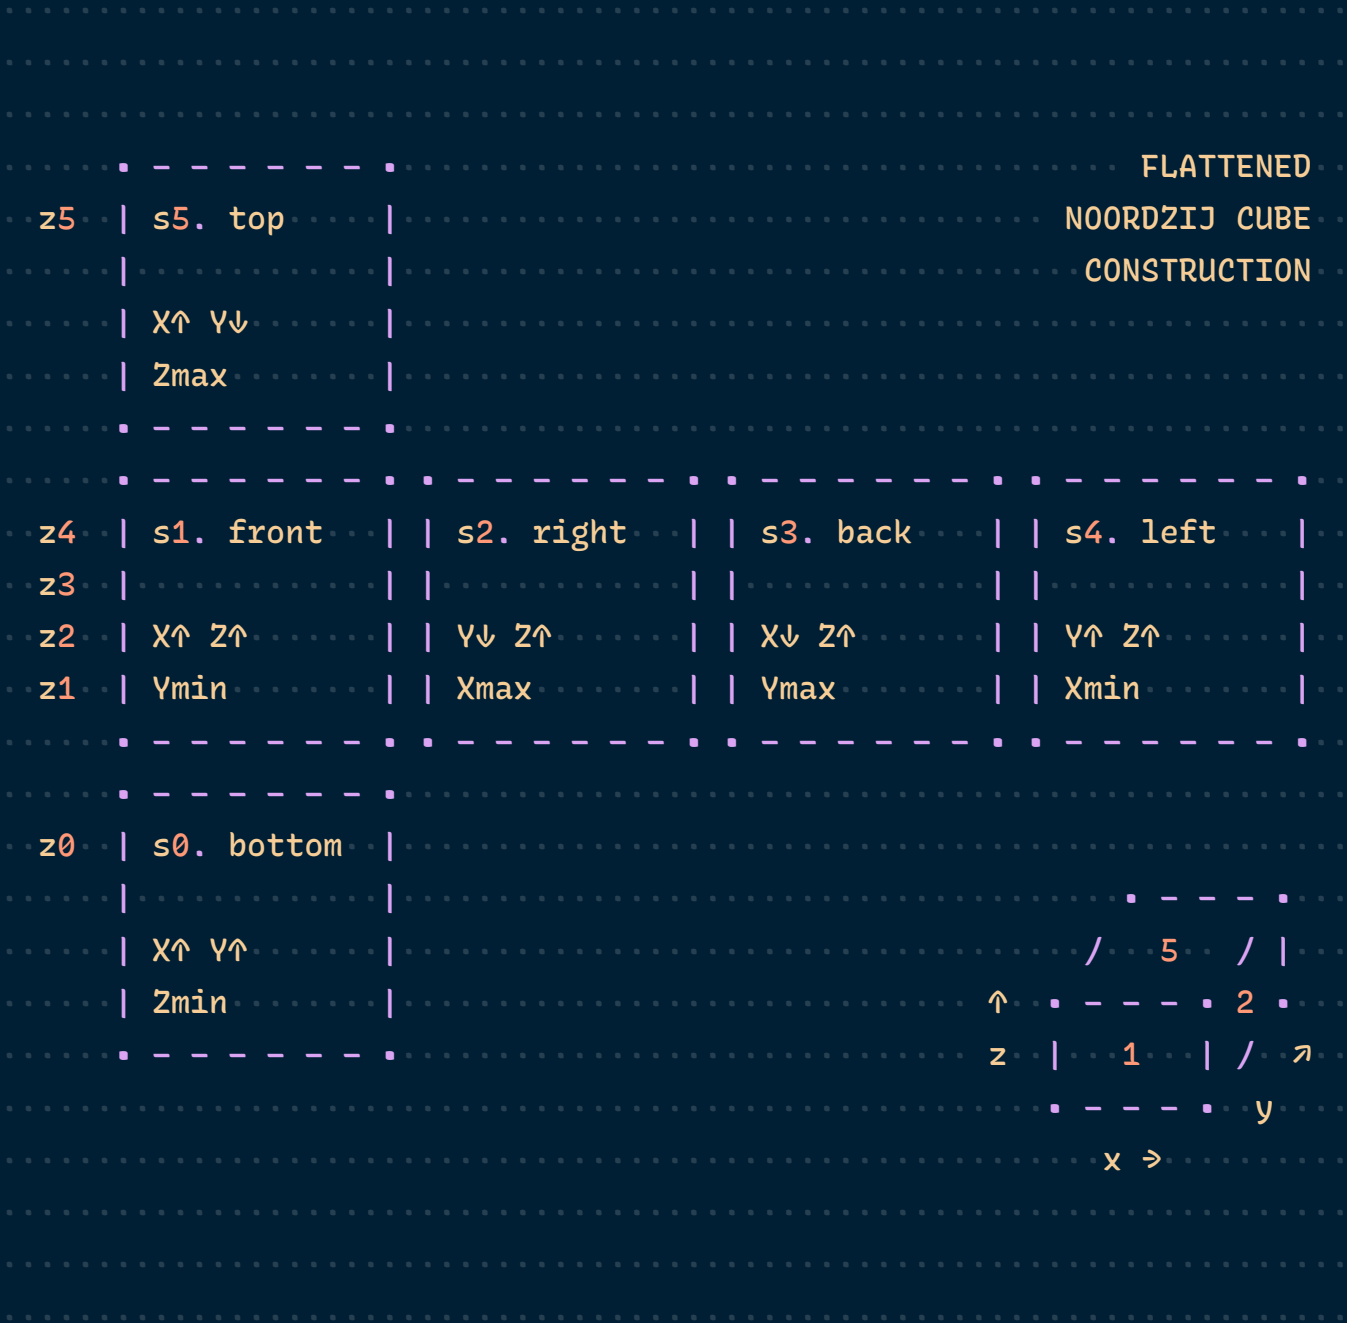 FLATTENED
z5 s5. top NOORDZIJ CUBE
CONSTRUCTION
X↑ Y↓
Zmax
z4 s1. front s2. right s3. back s4. left
z3
z2 X↑ Z↑ Y↓ Z↑ X↓ Z↑ Y↑ Z↑
z1 Ymin Xmax Ymax Xmin
z0 s0. bottom
X↑ Y↑ 5
Zmin ↑ 2
z 1 ↗
y
x →